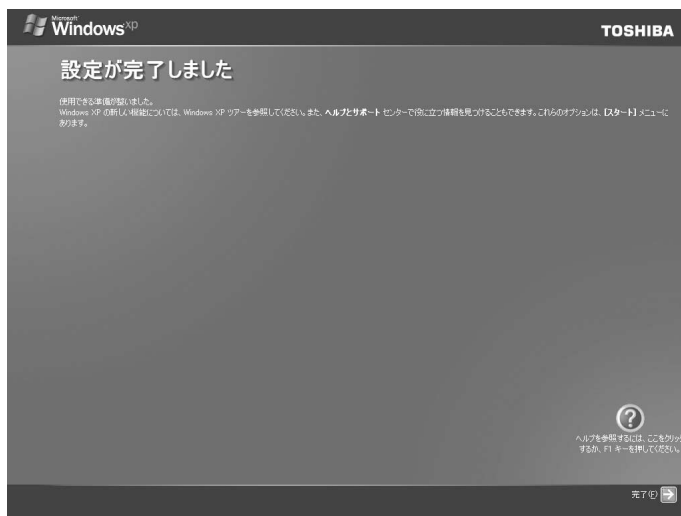 Microsoft
Windows xp
TOSHIBA
設定が完了しました
使用できる準備が整いました。
Windows XP の新しい機能については、Windows XP ツアーを参照してください。また、ヘルプとサポート センターで役に立つ情報を見つけることもできます。これらのオプションは、[スタート] メニューに
あります。
ヘルプを参照するには、ここをクリッ
するか、F1 キーを押してください。
完了(F)